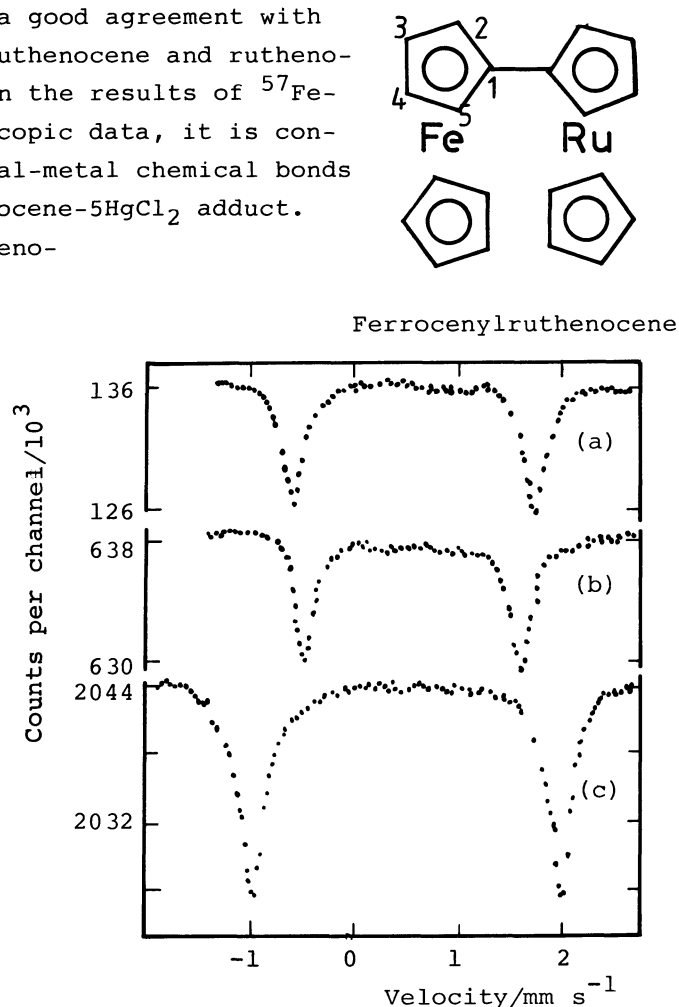 a good agreement with
uthenocene and rutheno-
n the results of ⁵⁷Fe-
copic data, it is con-
al-metal chemical bonds
ocene-5HgCl₂ adduct.
eno-
3 2
4 1
5
Fe Ru
Ferrocenylruthenocene
Counts per channel/10³
136
(a)
126
638
(b)
630
2044
(c)
2032
-1 0 1 2
Velocity/mm s⁻¹